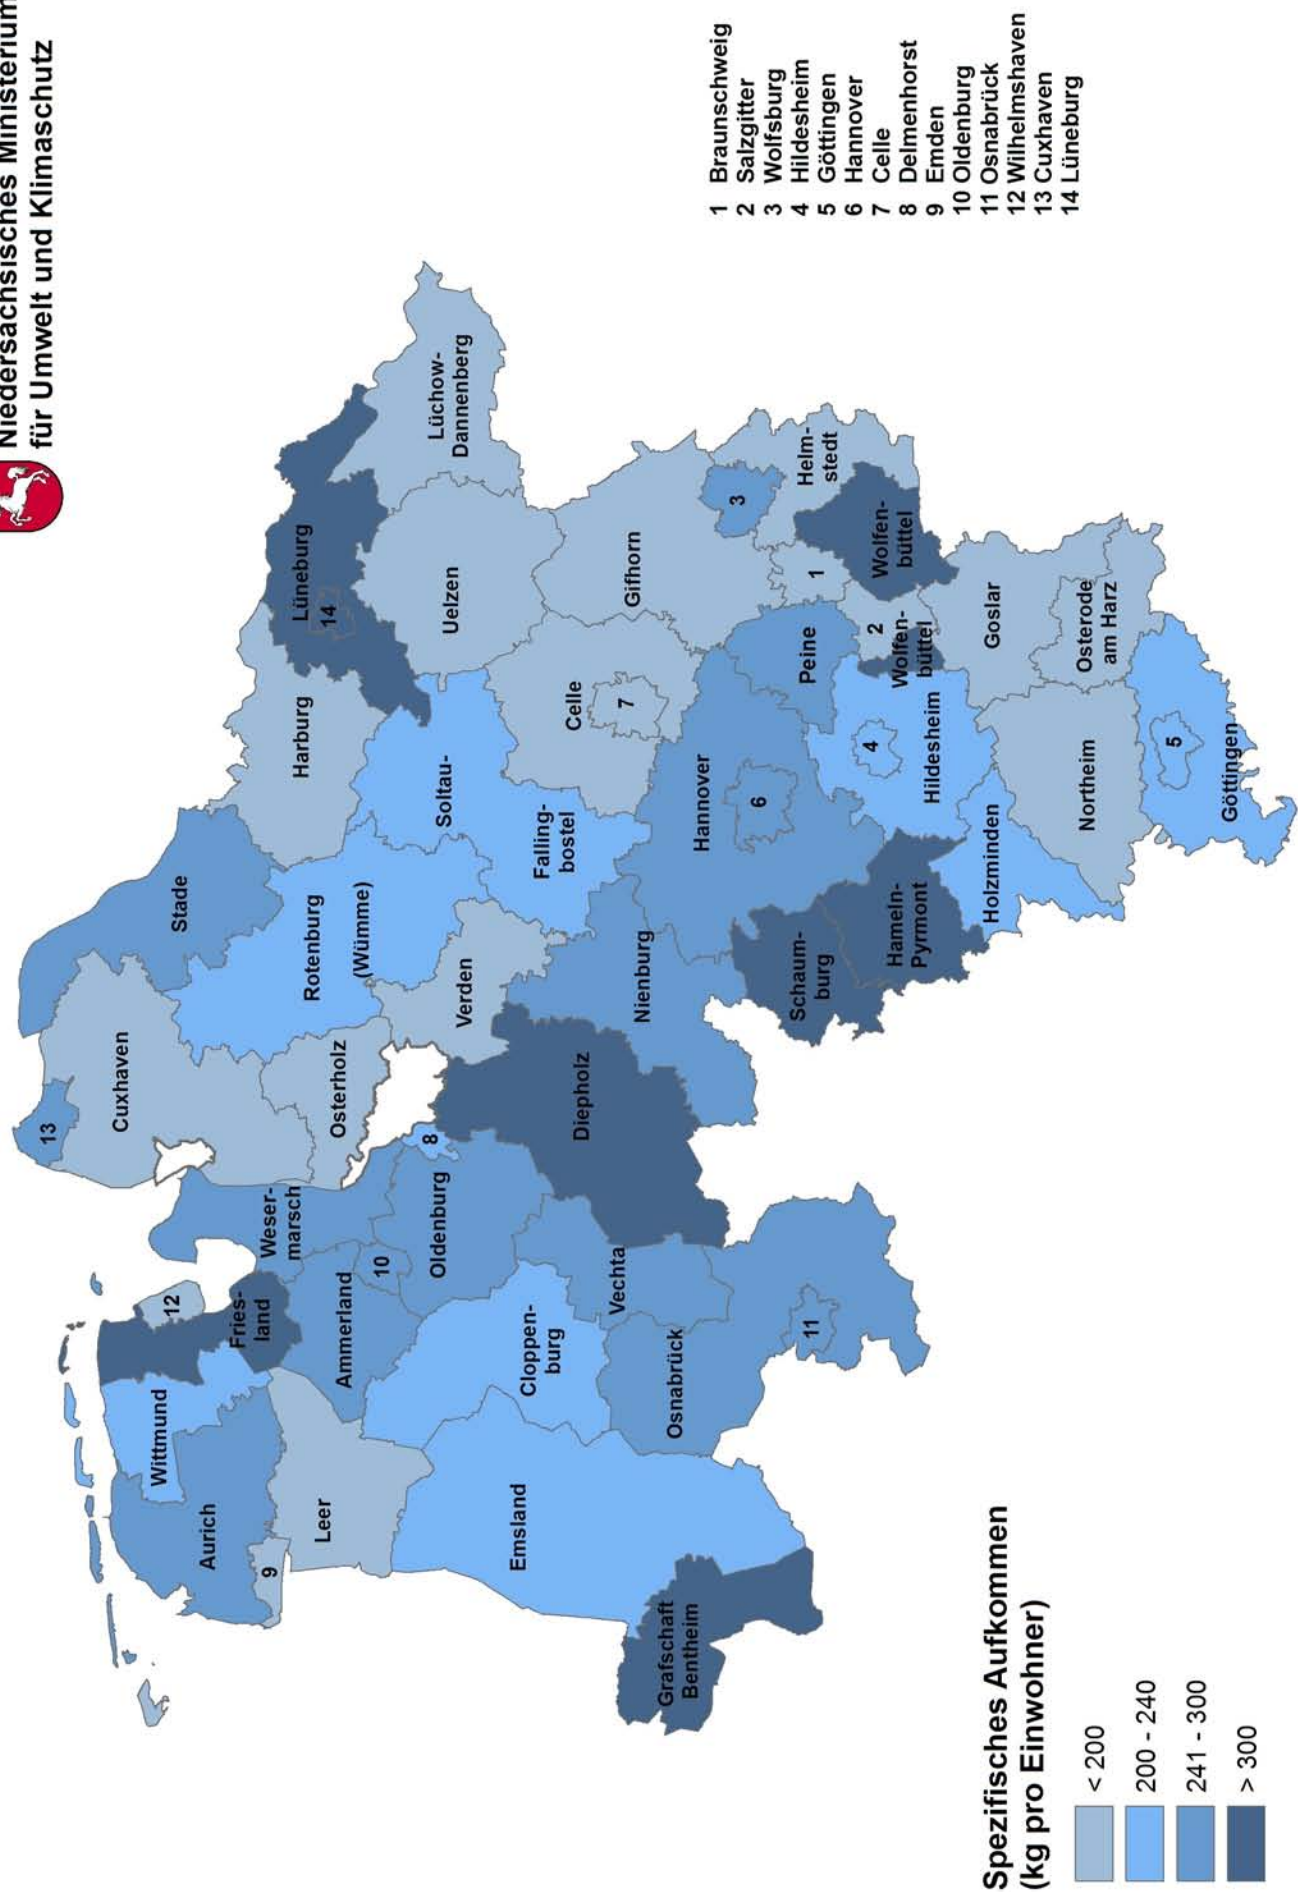 Niedersächsisches Ministerium
für Umwelt und Klimaschutz
13
Cuxhaven
Stade
Harburg
Lüneburg
14
Lüchow-
Dannenberg
12
Wittmund
Fries-
land
Weser-
marsch
Osterholz
Rotenburg
(Wümme)
Soltau-
Falling-
bostel
Uelzen
Aurich
9
Leer
Ammerland
10
Oldenburg
8
Verden
Celle
7
Gifhorn
Emsland
Cloppen-
burg
Vechta
Diepholz
Nienburg
Hannover
6
Peine
1
3
Helm-
stedt
Grafschaft
Bentheim
Osnabrück
11
Schaum-
burg
Hameln-
Pyrmont
Hildesheim
4
2
Wolfen-
büttel
Wolfen-
büttel
Holzminden
Northeim
Goslar
Osterode
am Harz
Göttingen
5
1 Braunschweig
2 Salzgitter
3 Wolfsburg
4 Hildesheim
5 Göttingen
6 Hannover
7 Celle
8 Delmenhorst
9 Emden
10 Oldenburg
11 Osnabrück
12 Wilhelmshaven
13 Cuxhaven
14 Lüneburg
Spezifisches Aufkommen
(kg pro Einwohner)
< 200
200 - 240
241 - 300
> 300